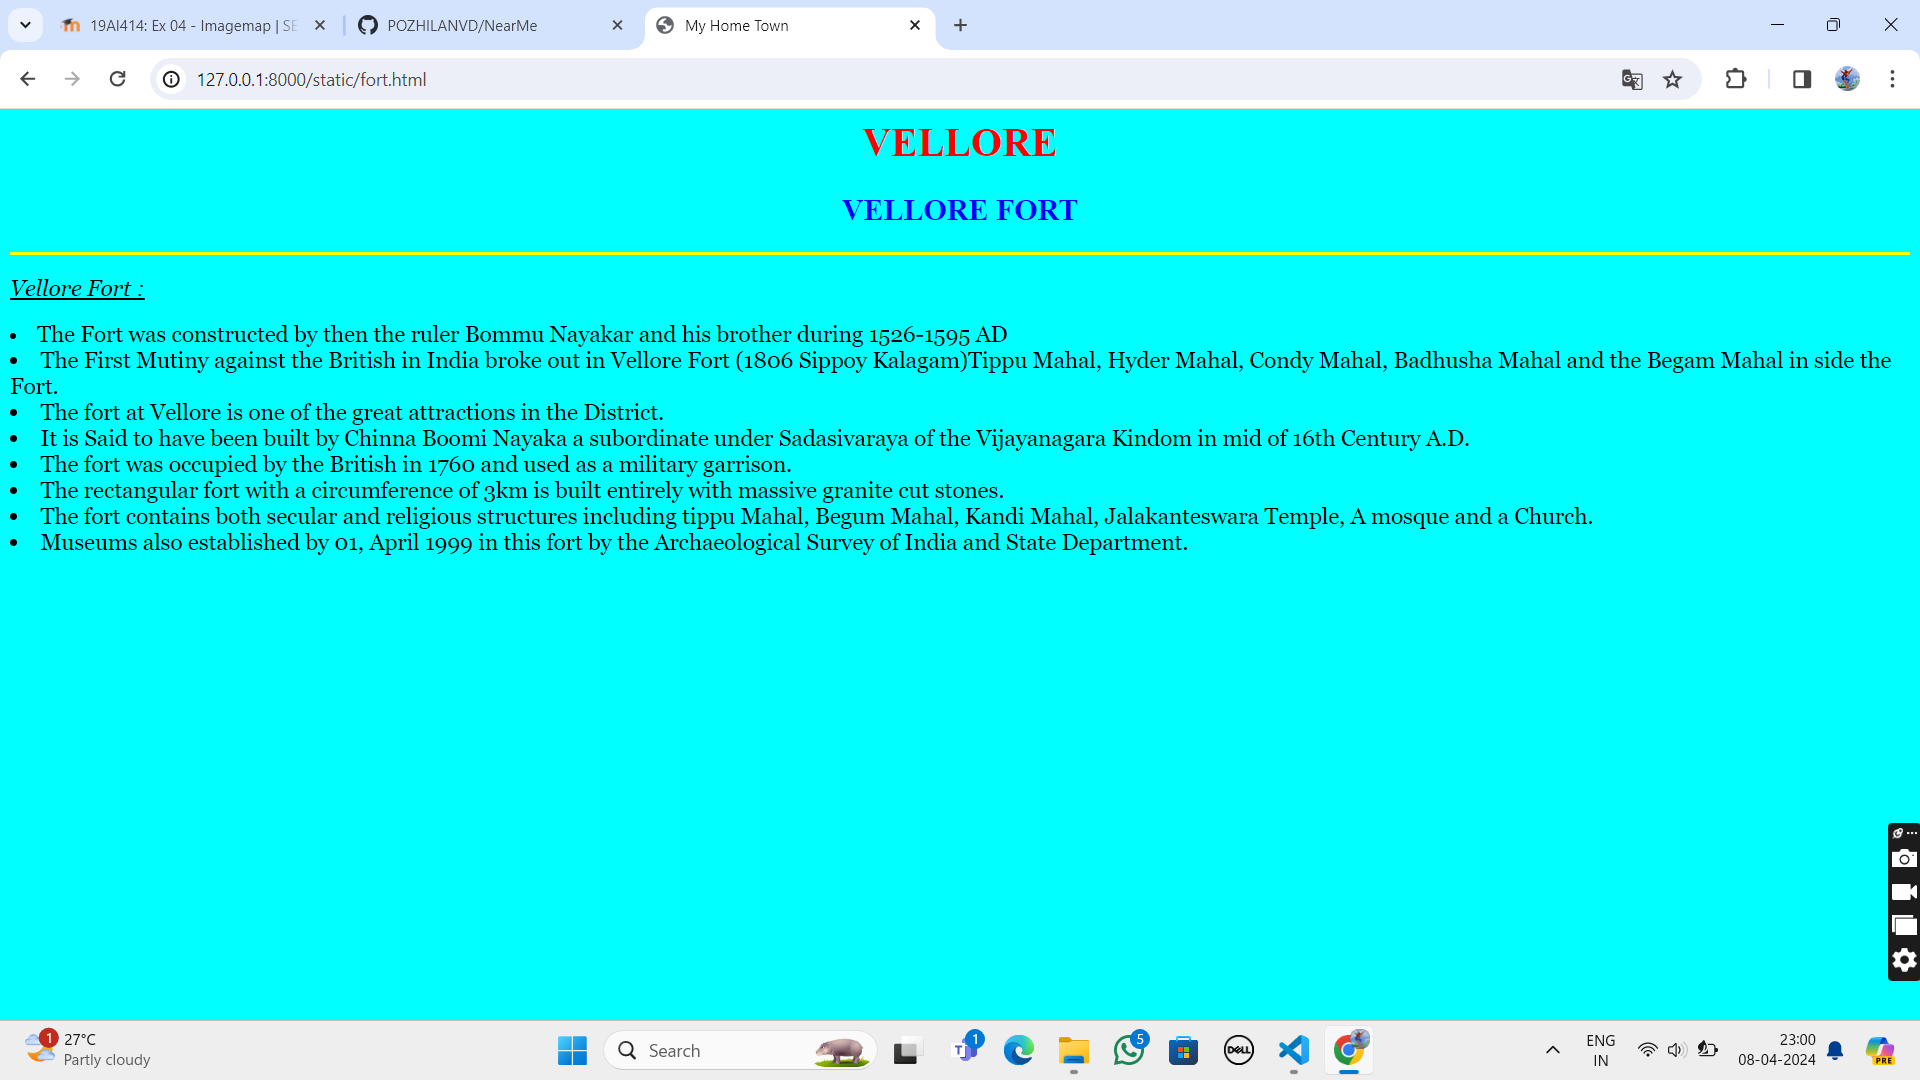 19AI414: Ex 04 - Imagemap | SE
POZHILANVD/NearMe
My Home Town
127.0.0.1:8000/static/fort.html
VELLORE
VELLORE FORT
Vellore Fort :
• The Fort was constructed by then the ruler Bommu Nayakar and his brother during 1526-1595 AD
• The First Mutiny against the British in India broke out in Vellore Fort (1806 Sippoy Kalagam)Tippu Mahal, Hyder Mahal, Condy Mahal, Badhusha Mahal and the Begam Mahal in side the
Fort.
• The fort at Vellore is one of the great attractions in the District.
• It is Said to have been built by Chinna Boomi Nayaka a subordinate under Sadasivaraya of the Vijayanagara Kindom in mid of 16th Century A.D.
• The fort was occupied by the British in 1760 and used as a military garrison.
• The rectangular fort with a circumference of 3km is built entirely with massive granite cut stones.
• The fort contains both secular and religious structures including tippu Mahal, Begum Mahal, Kandi Mahal, Jalakanteswara Temple, A mosque and a Church.
• Museums also established by 01, April 1999 in this fort by the Archaeological Survey of India and State Department.
1
27°C
Partly cloudy
Search
1
5
DELL
ENG
IN
23:00
08-04-2024
PRE